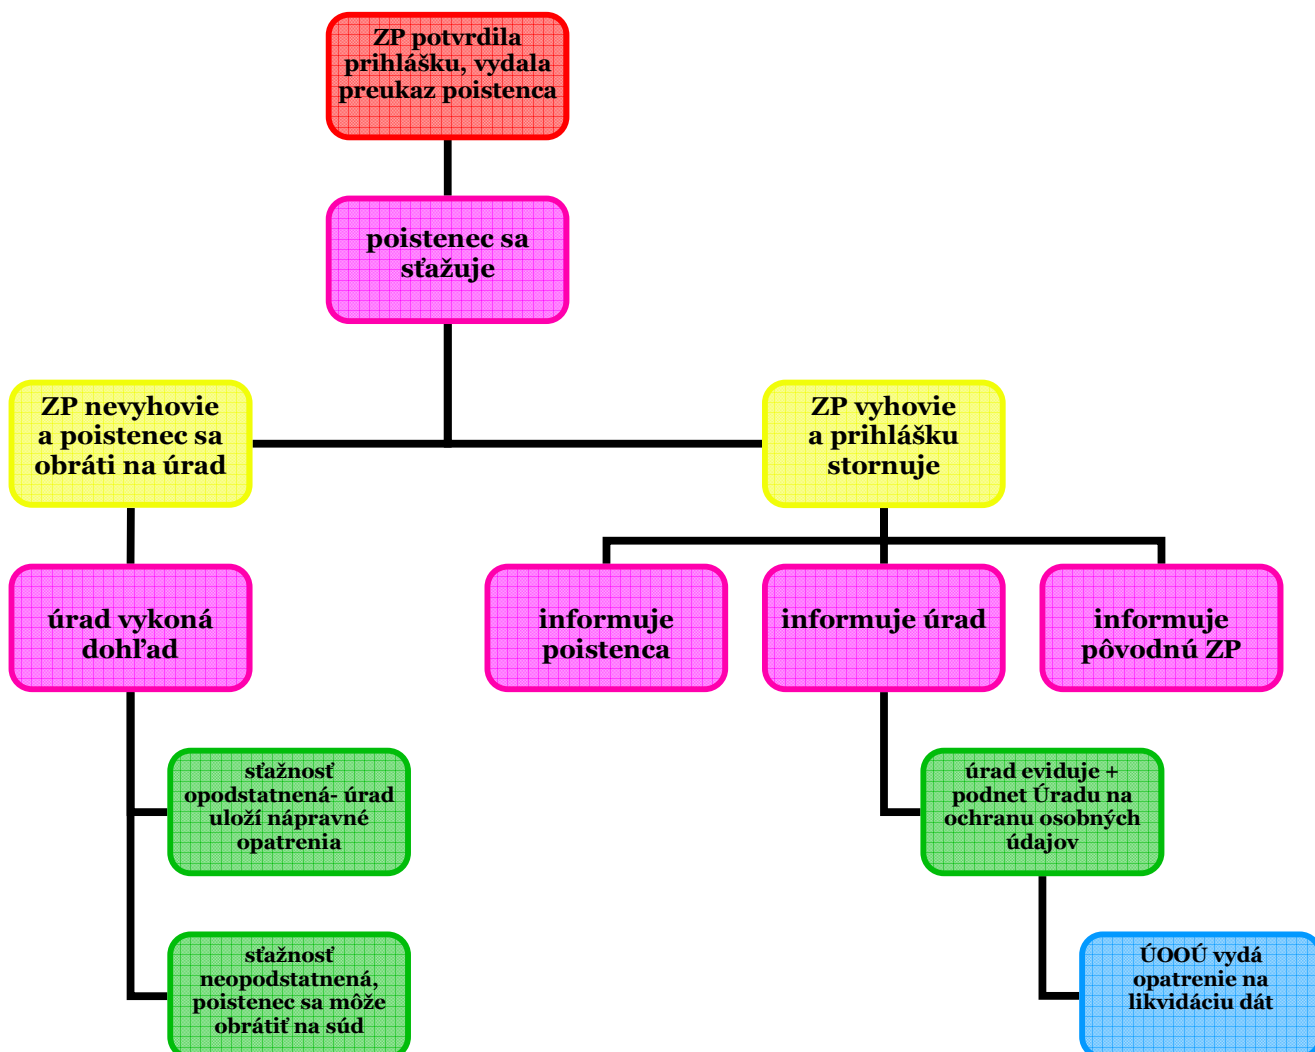 ZP potvrdila
prihlášku, vydala
preukaz poistenca
poistenec sa
sťažuje
ZP nevyhovie
a poistenec sa
obráti na úrad
ZP vyhovie
a prihlášku
stornuje
úrad vykoná
dohľad
informuje
poistenca
informuje úrad
informuje
pôvodnú ZP
sťažnosť
opodstatnená- úrad
uloží nápravné
opatrenia
úrad eviduje +
podnet Úradu na
ochranu osobných
údajov
sťažnosť
neopodstatnená,
poistenec sa môže
obrátiť na súd
ÚOOÚ vydá
opatrenie na
likvidáciu dát